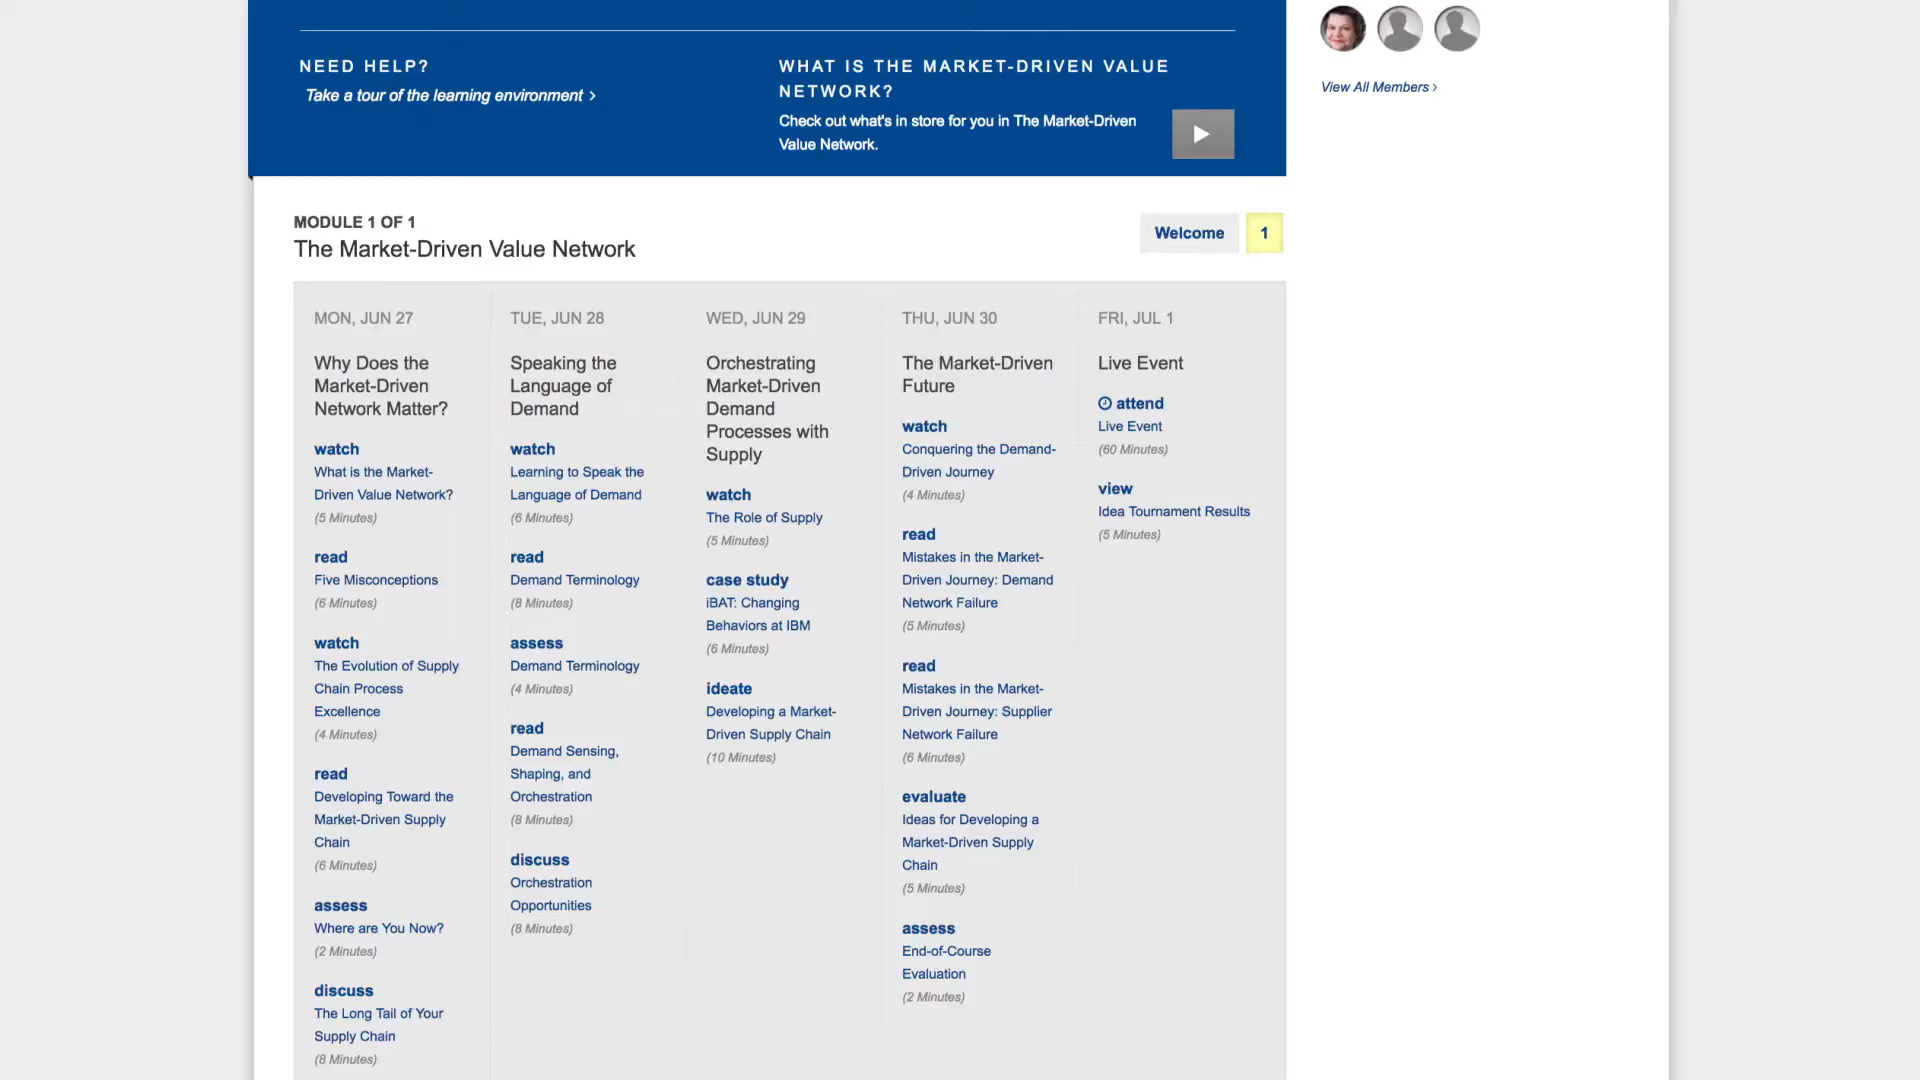 NEED HELP?
Take a tour of the learning environment ›
WHAT IS THE MARKET-DRIVEN VALUE
NETWORK?
Check out what's in store for you in The Market-Driven
Value Network.
View All Members ›
MODULE 1 OF 1
The Market-Driven Value Network
Welcome
1
MON, JUN 27
Why Does the
Market-Driven
Network Matter?
watch
What is the Market-
Driven Value Network?
(5 Minutes)
read
Five Misconceptions
(6 Minutes)
watch
The Evolution of Supply
Chain Process
Excellence
(4 Minutes)
read
Developing Toward the
Market-Driven Supply
Chain
(6 Minutes)
assess
Where are You Now?
(2 Minutes)
discuss
The Long Tail of Your
Supply Chain
(8 Minutes)
TUE, JUN 28
Speaking the
Language of
Demand
watch
Learning to Speak the
Language of Demand
(6 Minutes)
read
Demand Terminology
(8 Minutes)
assess
Demand Terminology
(4 Minutes)
read
Demand Sensing,
Shaping, and
Orchestration
(8 Minutes)
discuss
Orchestration
Opportunities
(8 Minutes)
WED, JUN 29
Orchestrating
Market-Driven
Demand
Processes with
Supply
watch
The Role of Supply
(5 Minutes)
case study
iBAT: Changing
Behaviors at IBM
(6 Minutes)
ideate
Developing a Market-
Driven Supply Chain
(10 Minutes)
THU, JUN 30
The Market-Driven
Future
watch
Conquering the Demand-
Driven Journey
(4 Minutes)
read
Mistakes in the Market-
Driven Journey: Demand
Network Failure
(5 Minutes)
read
Mistakes in the Market-
Driven Journey: Supplier
Network Failure
(6 Minutes)
evaluate
Ideas for Developing a
Market-Driven Supply
Chain
(5 Minutes)
assess
End-of-Course
Evaluation
(2 Minutes)
FRI, JUL 1
Live Event
attend
Live Event
(60 Minutes)
view
Idea Tournament Results
(5 Minutes)